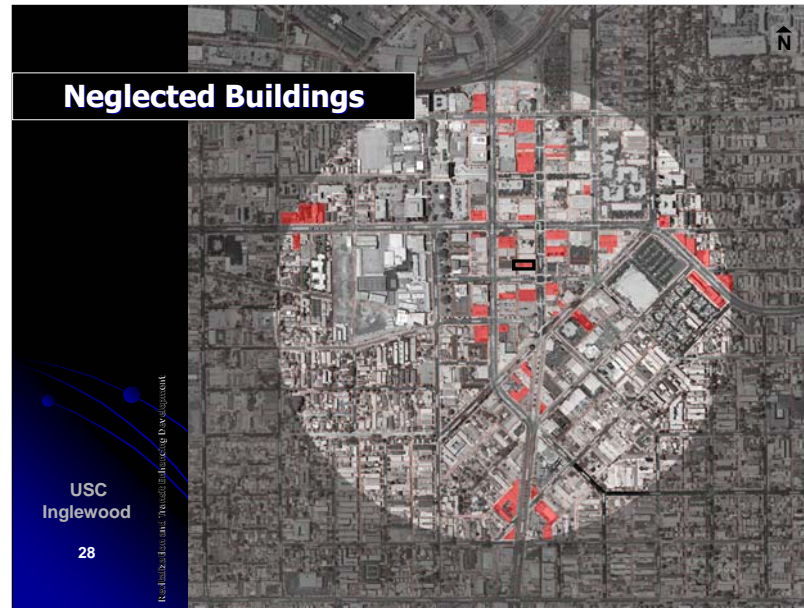 Neglected Buildings
N
Revitalization and Transit Enhancing Development
USC
Inglewood
28